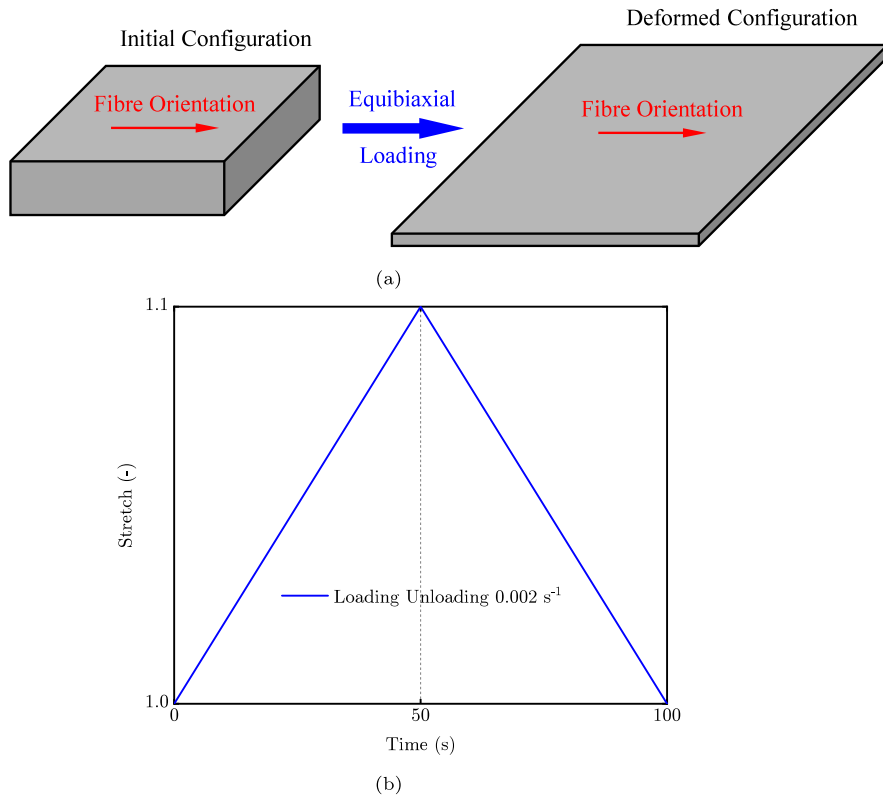 Initial Configuration
Deformed Configuration
Fibre Orientation
Equibiaxial
Loading
Fibre Orientation
(a)
1.1
Stretch (-)
Loading Unloading 0.002 s⁻¹
1.0
0
50
100
Time (s)
(b)